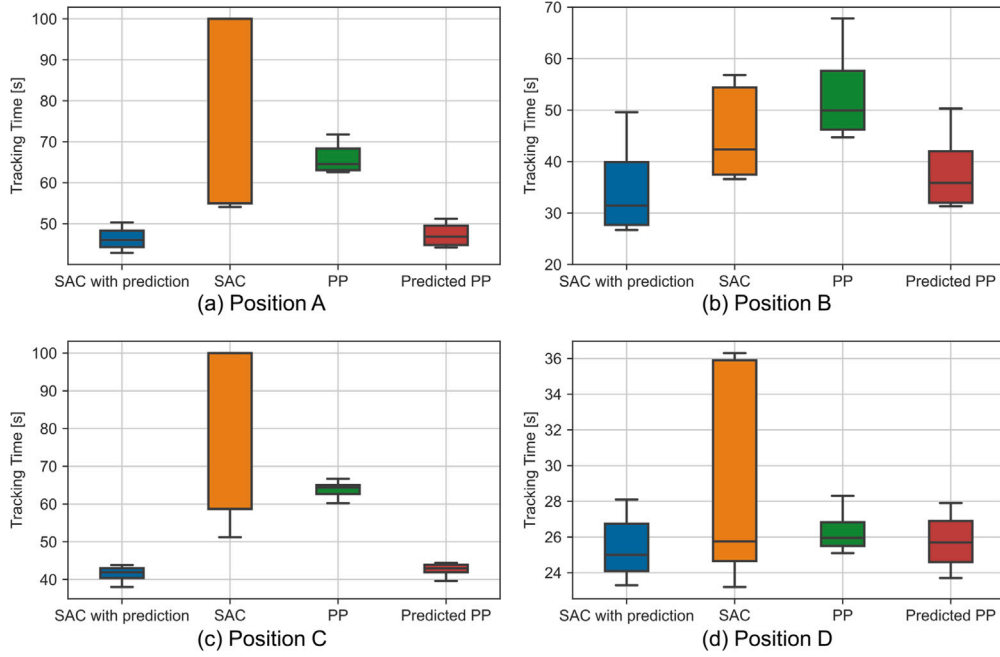 100
90
80
70
60
50
Tracking Time [s]
SAC with prediction SAC PP Predicted PP
(a) Position A
70
60
50
40
30
20
Tracking Time [s]
SAC with prediction SAC PP Predicted PP
(b) Position B
100
90
80
70
60
50
40
Tracking Time [s]
SAC with prediction SAC PP Predicted PP
(c) Position C
36
34
32
30
28
26
24
Tracking Time [s]
SAC with prediction SAC PP Predicted PP
(d) Position D